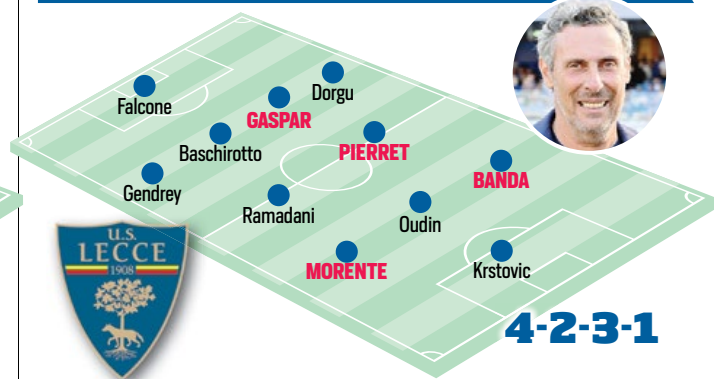 Falcone
Dorgu
GASPAR
Baschirotto
PIERRET
Gendrey
BANDA
Ramadani
Oudin
MORENTE
Krstovic
U.S.
LECCE
1908
4-2-3-1